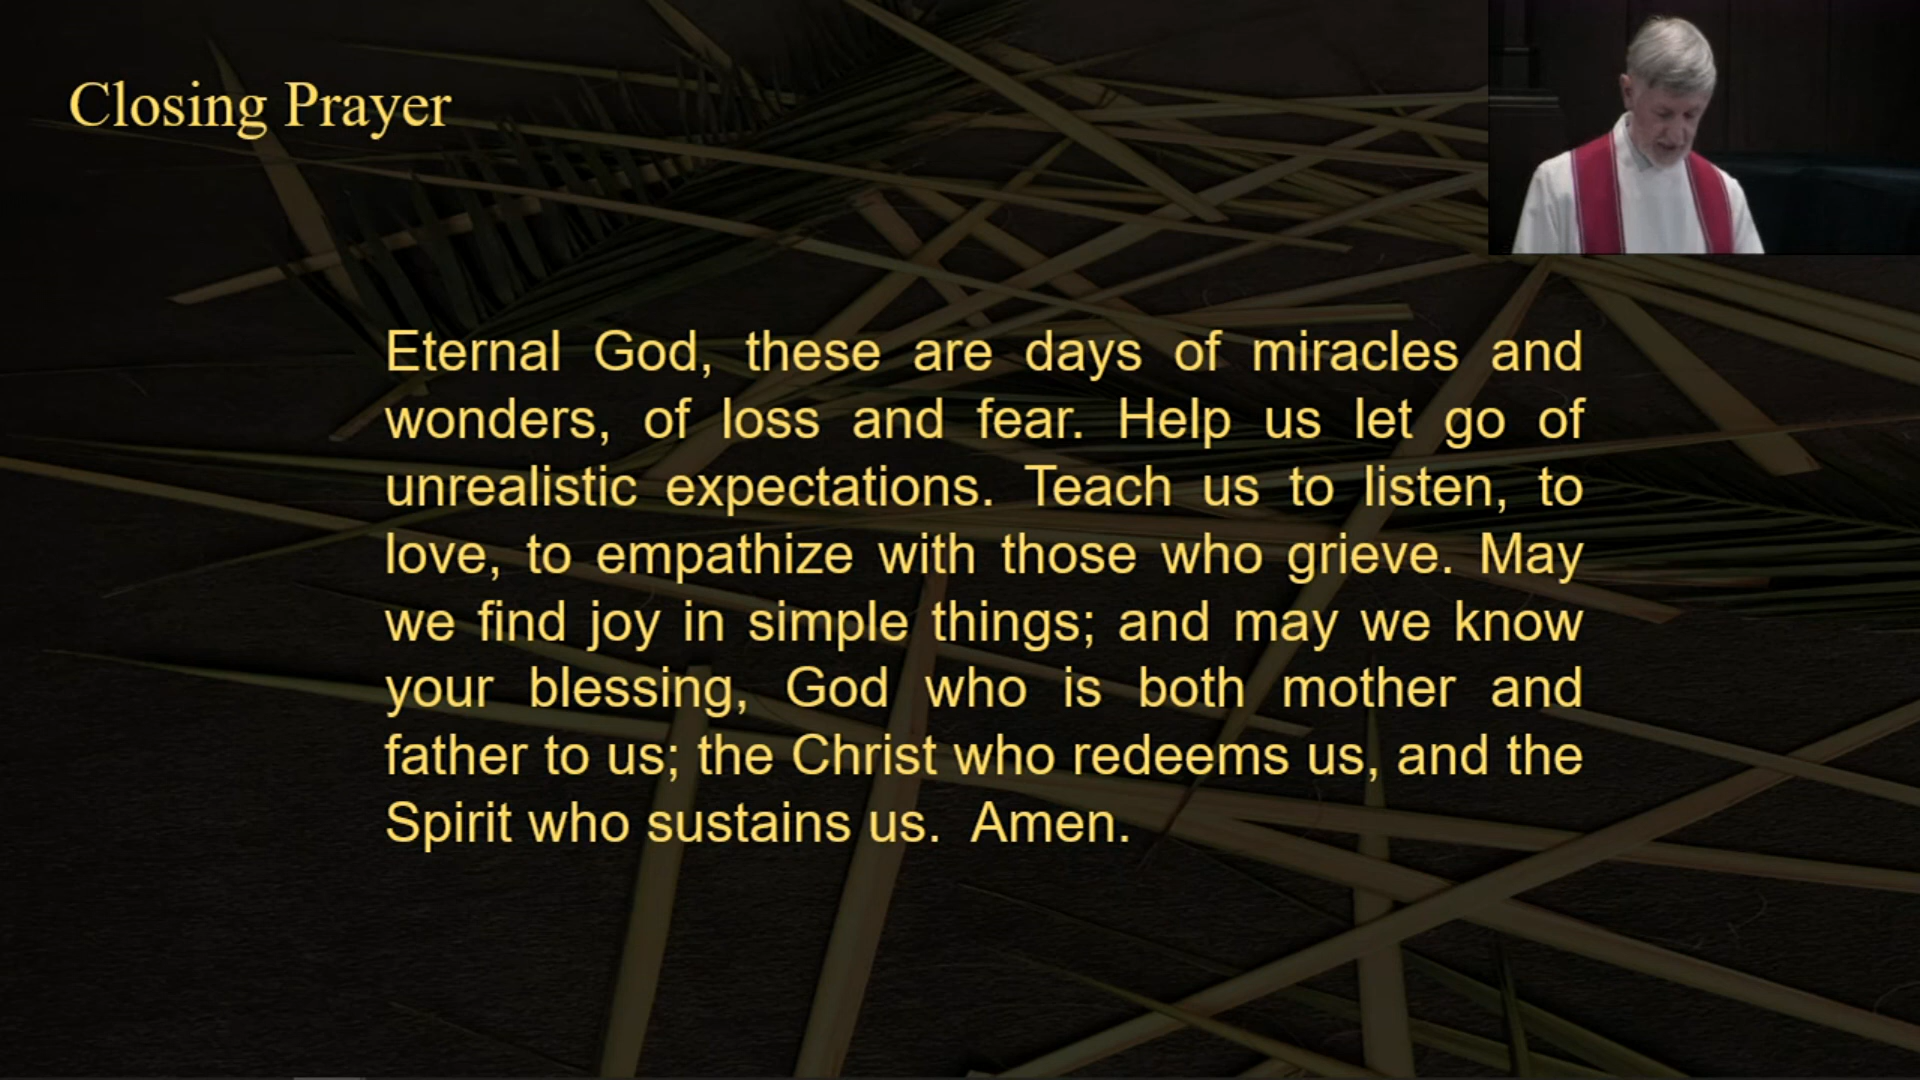 Closing Prayer
Eternal God, these are days of miracles and
wonders, of loss and fear. Help us let go of
unrealistic expectations. Teach us to listen, to
love, to empathize with those who grieve. May
we find joy in simple things; and may we know
your blessing, God who is both mother and
father to us; the Christ who redeems us, and the
Spirit who sustains us.  Amen.